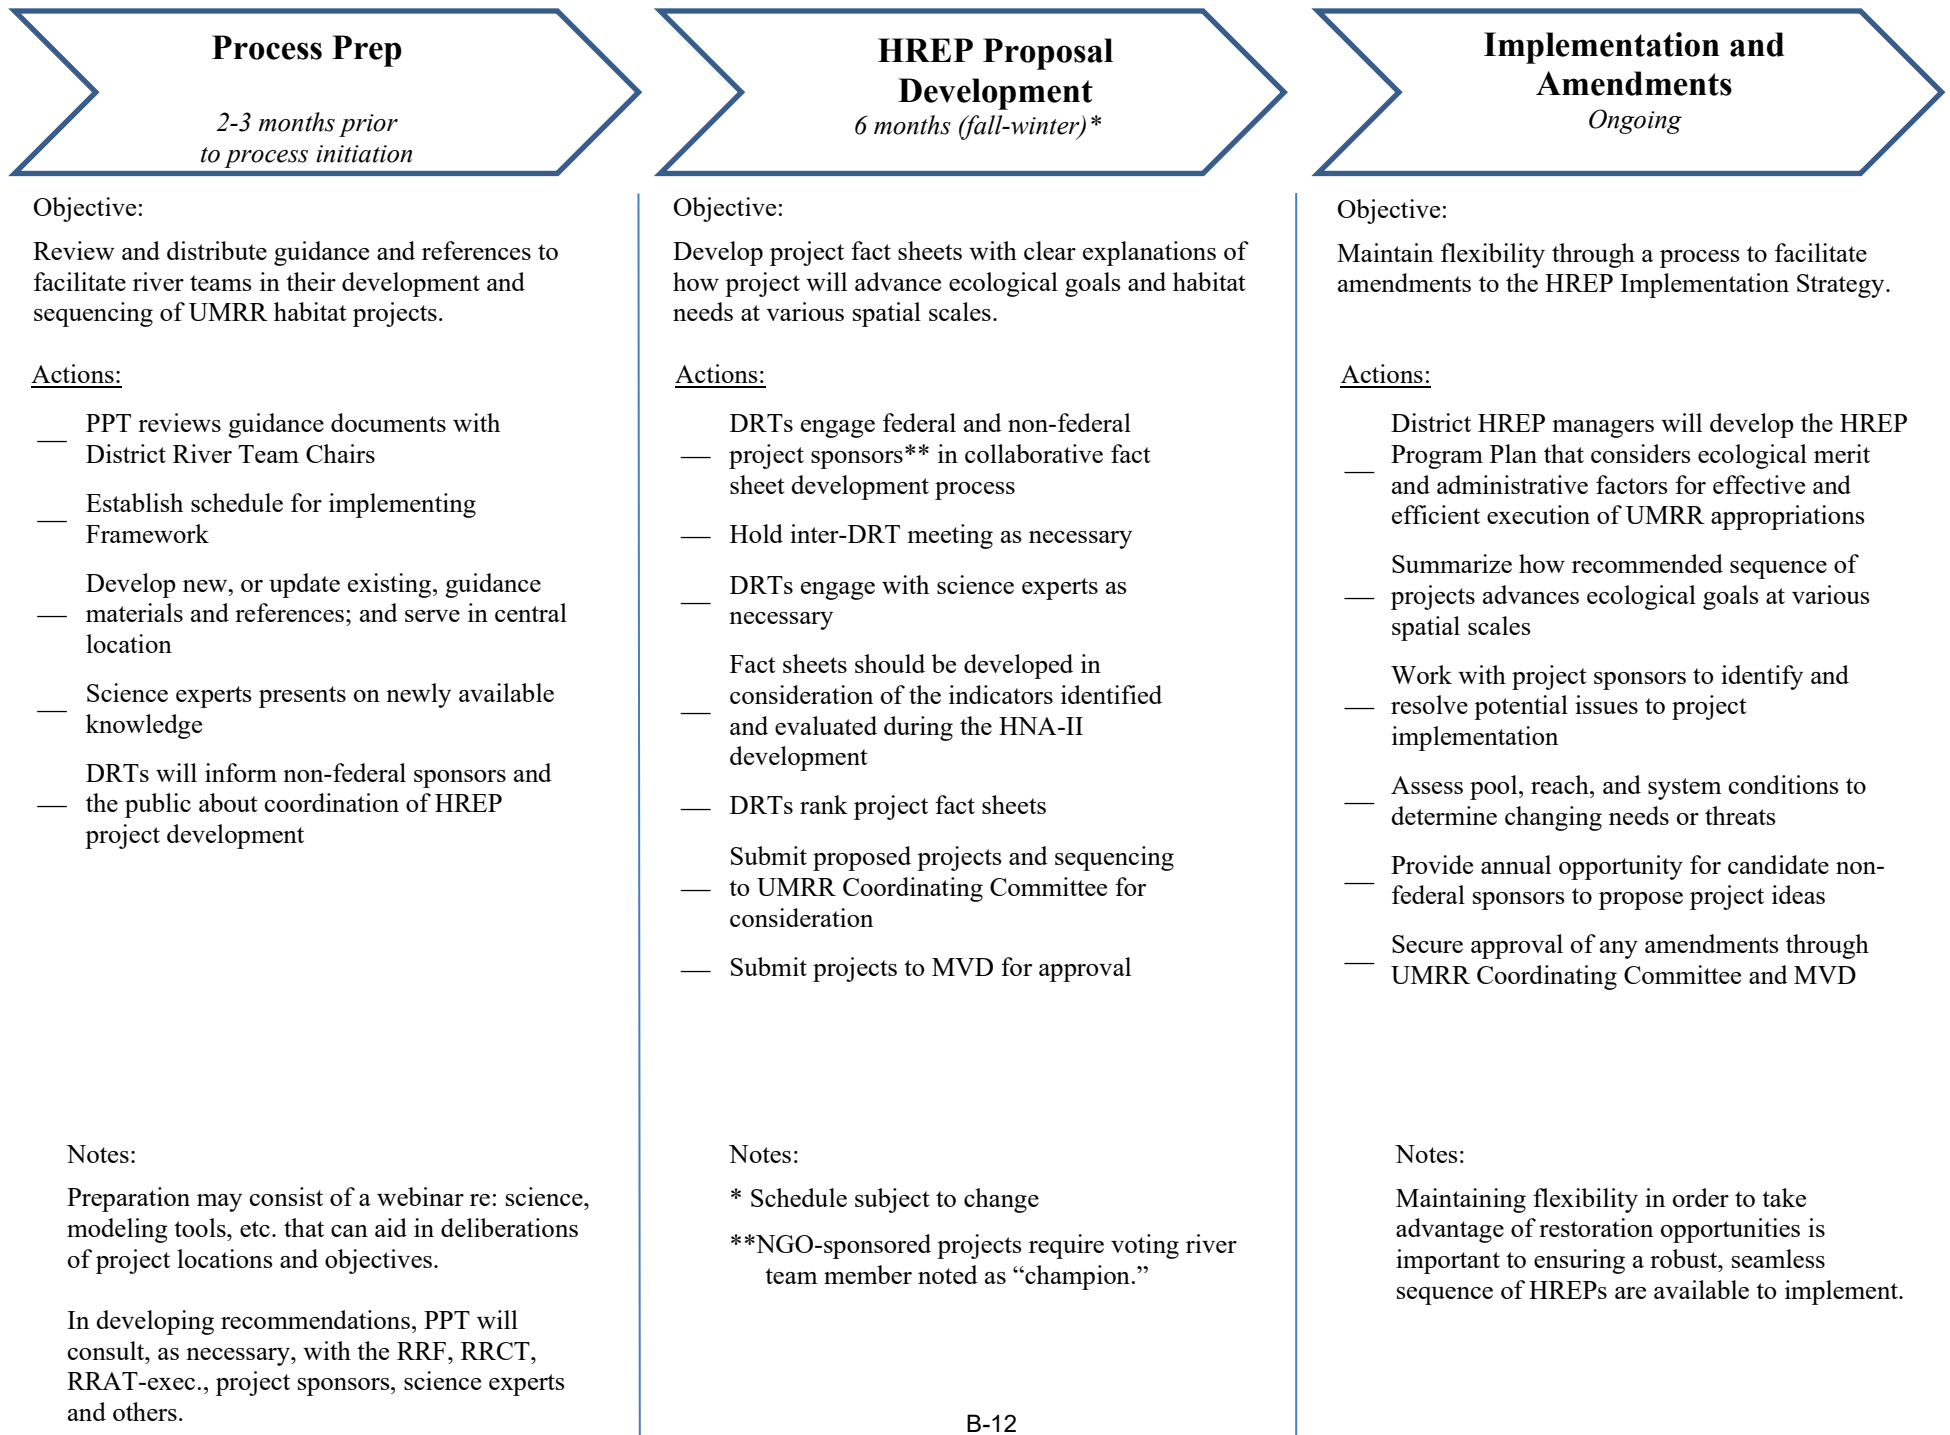 Process Prep
2-3 months prior
to process initiation
Objective:
Review and distribute guidance and references to
facilitate river teams in their development and
sequencing of UMRR habitat projects.
Actions:
__ PPT reviews guidance documents with
District River Team Chairs
__ Establish schedule for implementing
Framework
__ Develop new, or update existing, guidance
materials and references; and serve in central
location
__ Science experts presents on newly available
knowledge
__ DRTs will inform non-federal sponsors and
the public about coordination of HREP
project development
Notes:
Preparation may consist of a webinar re: science,
modeling tools, etc. that can aid in deliberations
of project locations and objectives.
In developing recommendations, PPT will
consult, as necessary, with the RRF, RRCT,
RRAT-exec., project sponsors, science experts
and others.
HREP Proposal
Development
6 months (fall-winter)*
Objective:
Develop project fact sheets with clear explanations of
how project will advance ecological goals and habitat
needs at various spatial scales.
Actions:
__ DRTs engage federal and non-federal
project sponsors** in collaborative fact
sheet development process
__ Hold inter-DRT meeting as necessary
__ DRTs engage with science experts as
necessary
__ Fact sheets should be developed in
consideration of the indicators identified
and evaluated during the HNA-II
development
__ DRTs rank project fact sheets
__ Submit proposed projects and sequencing
to UMRR Coordinating Committee for
consideration
__ Submit projects to MVD for approval
Notes:
* Schedule subject to change
**NGO-sponsored projects require voting river
team member noted as “champion.”
Implementation and
Amendments
Ongoing
Objective:
Maintain flexibility through a process to facilitate
amendments to the HREP Implementation Strategy.
Actions:
__ District HREP managers will develop the HREP
Program Plan that considers ecological merit
and administrative factors for effective and
efficient execution of UMRR appropriations
__ Summarize how recommended sequence of
projects advances ecological goals at various
spatial scales
__ Work with project sponsors to identify and
resolve potential issues to project
implementation
__ Assess pool, reach, and system conditions to
determine changing needs or threats
__ Provide annual opportunity for candidate non-
federal sponsors to propose project ideas
__ Secure approval of any amendments through
UMRR Coordinating Committee and MVD
Notes:
Maintaining flexibility in order to take
advantage of restoration opportunities is
important to ensuring a robust, seamless
sequence of HREPs are available to implement.
B-12